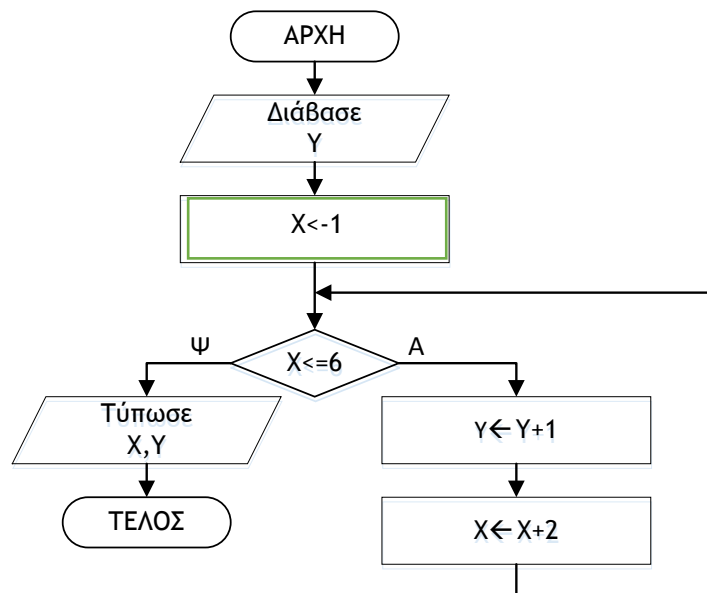 ΑΡΧΗ
Διάβασε
Υ
Χ<-1
Χ<=6
Ψ
Α
Τύπωσε
Χ,Υ
Υ← Υ+1
ΤΕΛΟΣ
Χ← Χ+2